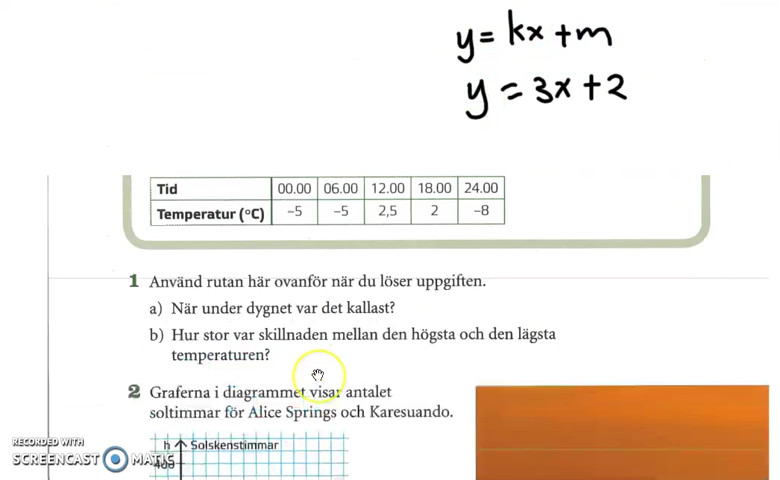 y = kx + m
y = 3x + 2
Tid 00.00 06.00 12.00 18.00 24.00
Temperatur (°C) –5 –5 2,5 2 –8
1 Använd rutan här ovanför när du löser uppgiften.
a) När under dygnet var det kallast?
b) Hur stor var skillnaden mellan den högsta och den lägsta
temperaturen?
2 Graferna i diagrammet visar antalet
soltimmar för Alice Springs och Karesuando.
h Solskenstimmar
400
RECORDED WITH
SCREENCAST MATIC